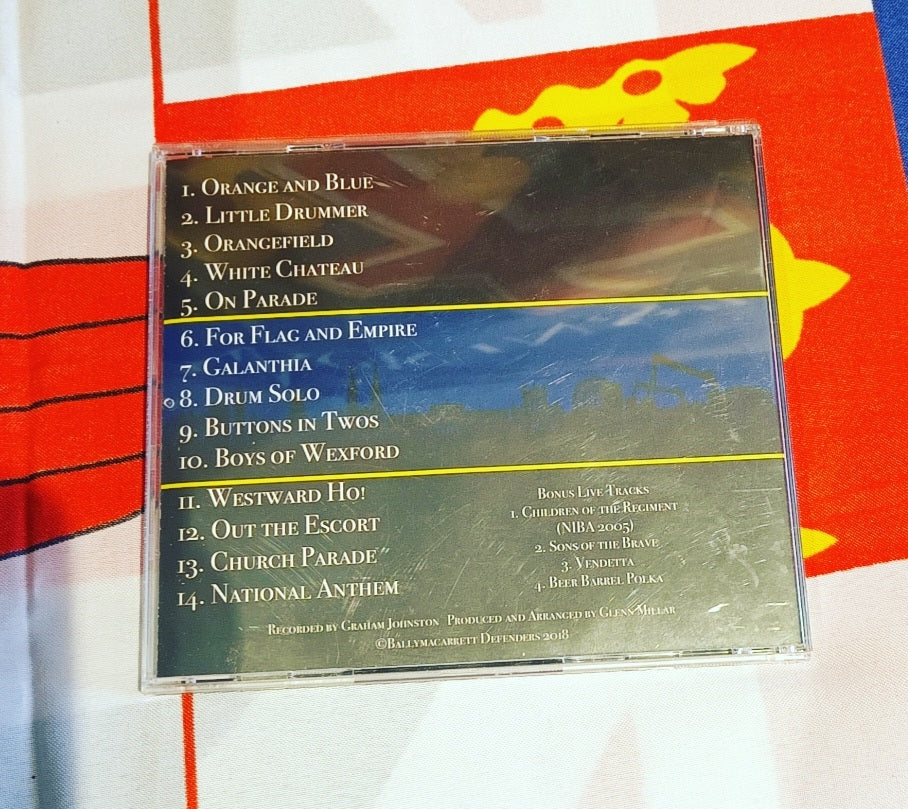 1. Orange and Blue
2. Little Drummer
3. Orangefield
4. White Chateau
5. On Parade
6. For Flag and Empire
7. Galanthia
8. Drum Solo
9. Buttons in Twos
10. Boys of Wexford
11. Westward Ho!
12. Out the Escort
13. Church Parade
14. National Anthem
Bonus Live Tracks
1. Children of the Regiment
(NIBA 2005)
2. Sons of the Brave
3. Vendetta
4. Beer Barrel Polka
Recorded by Graham Johnston Produced and Arranged by Glenn Millar
©Ballymacarrett Defenders 2018